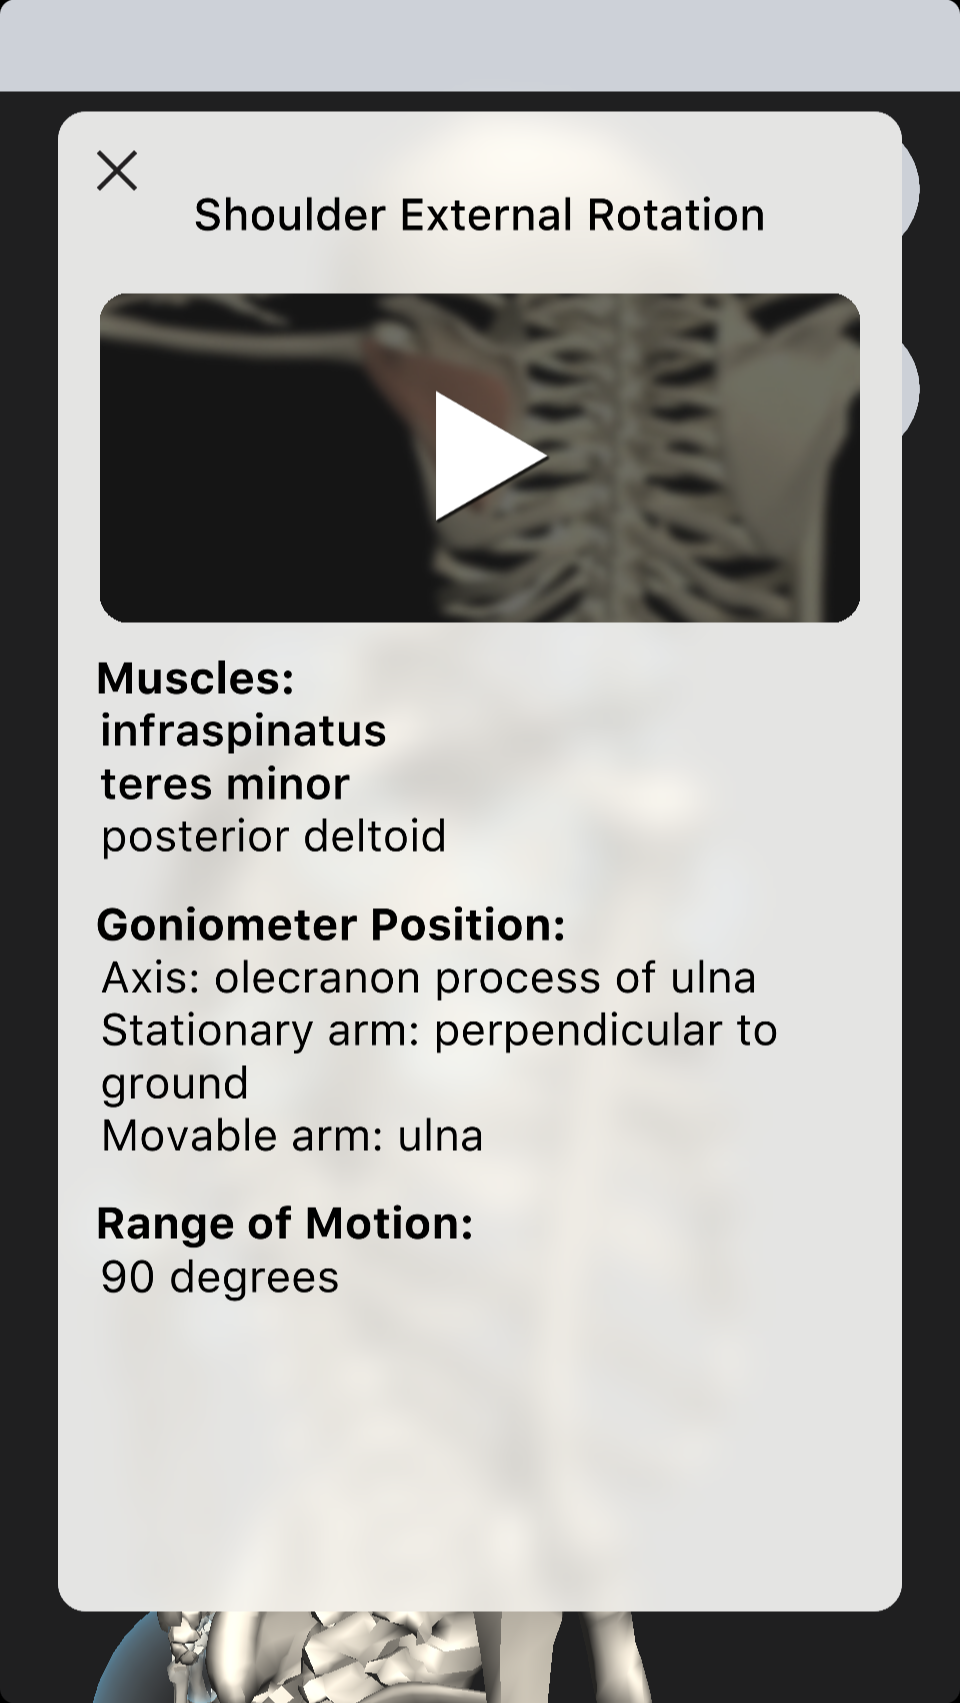 Shoulder External Rotation
Muscles:
infraspinatus
teres minor
posterior deltoid
Goniometer Position:
Axis: olecranon process of ulna
Stationary arm: perpendicular to
ground
Movable arm: ulna
Range of Motion:
90 degrees